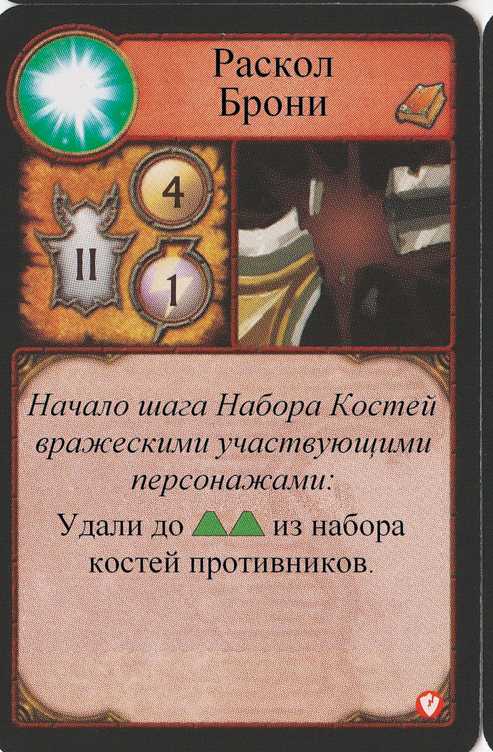 Раскол
Брони
4
II
1
Начало шага Набора Костей
вражескими участвующими
персонажами:
Удали до из набора
костей противников.